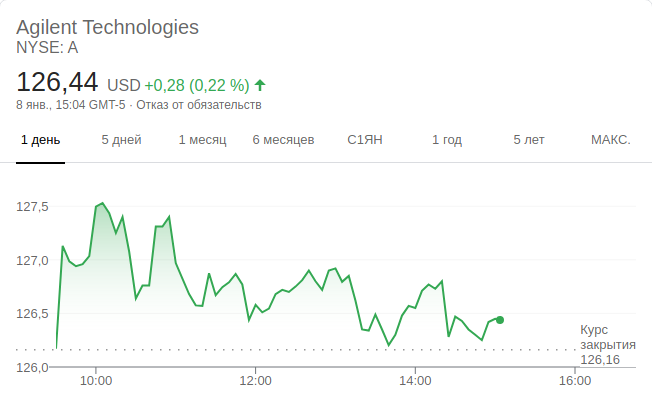 Agilent Technologies
NYSE: A
126,44 USD +0,28 (0,22 %)
8 янв., 15:04 GMT-5 · Отказ от обязательств
1 день 5 дней 1 месяц 6 месяцев С1ЯН 1 год 5 лет МАКС.
127,5
127,0
126,5
Курс
закрытия
126,16
126,0
10:00 12:00 14:00 16:00